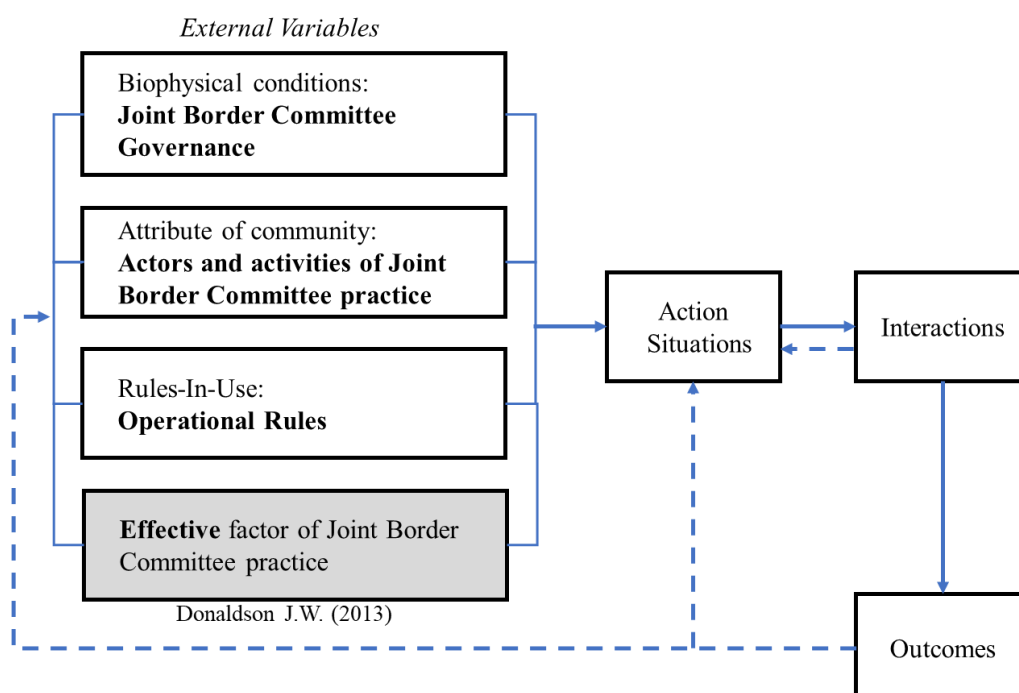 External Variables
Biophysical conditions:
Joint Border Committee
Governance
Attribute of community:
Actors and activities of Joint
Border Committee practice
Rules-In-Use:
Operational Rules
Effective factor of Joint Border
Committee practice
Donaldson J.W. (2013)
Action
Situations
Interactions
Outcomes